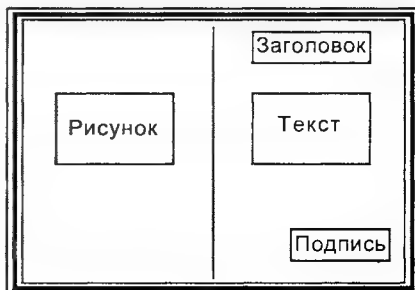 Рисунок
Заголовок
Текст
Подпись